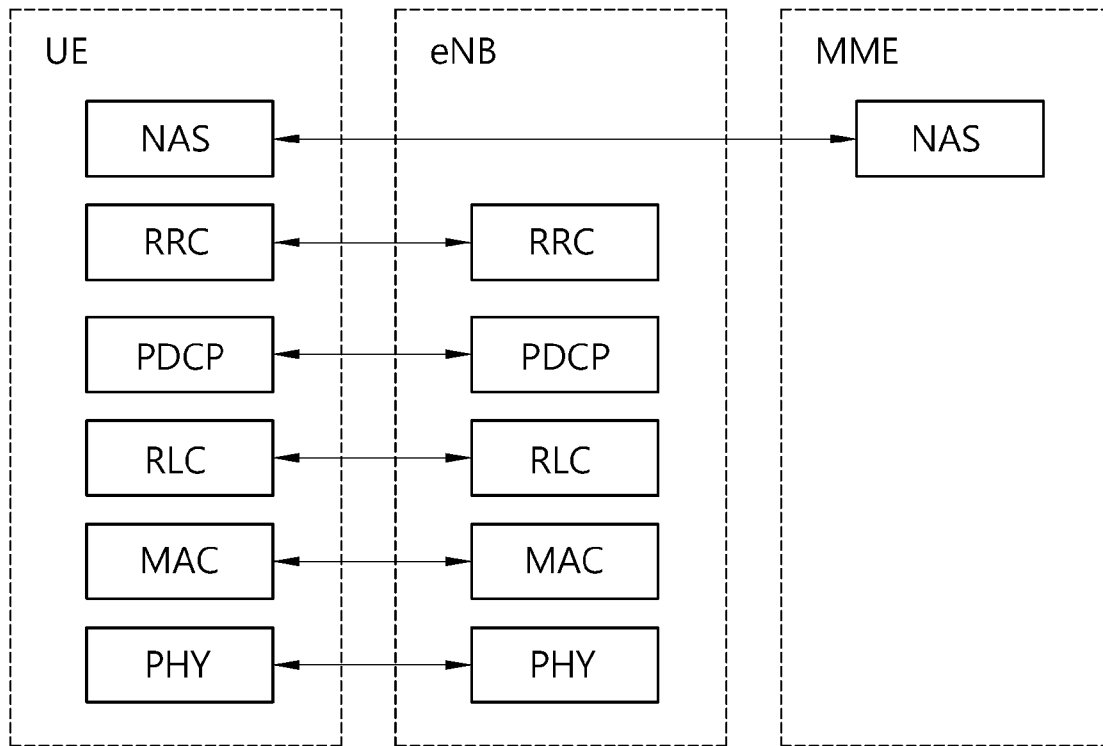 UE eNB MME
NAS NAS
RRC RRC
PDCP PDCP
RLC RLC
MAC MAC
PHY PHY